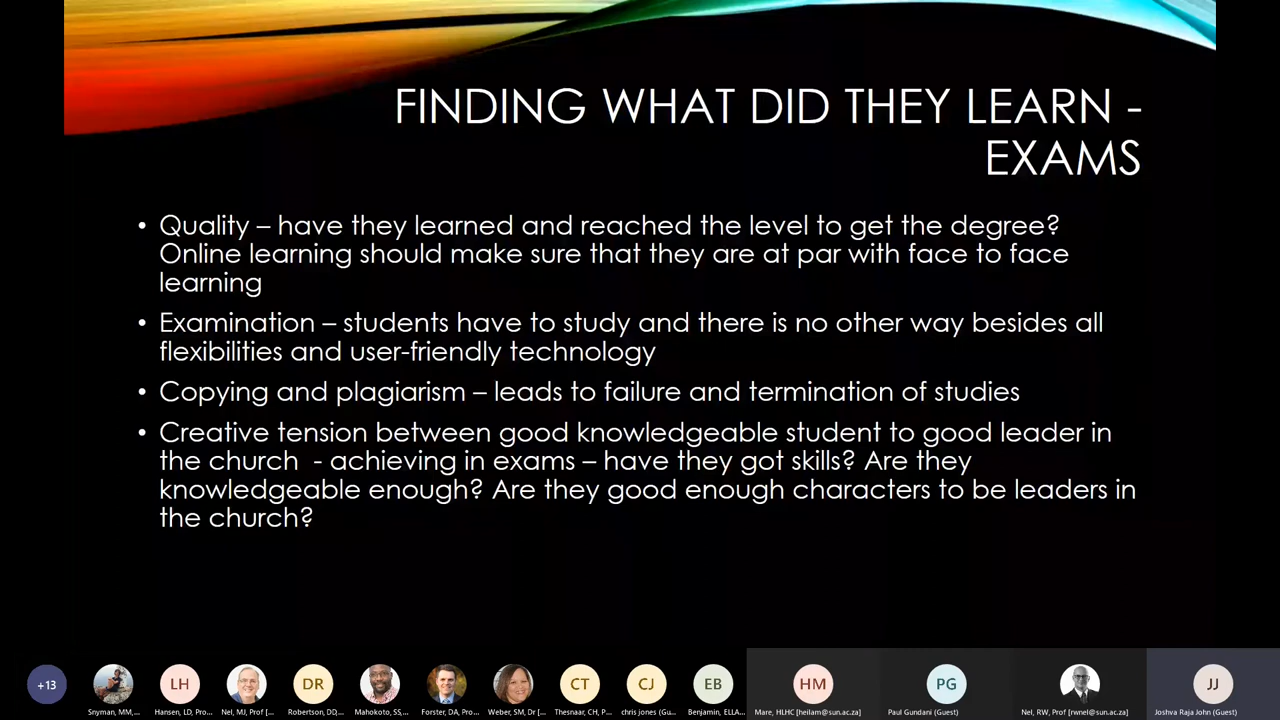 FINDING WHAT DID THEY LEARN -
EXAMS
• Quality – have they learned and reached the level to get the degree?
Online learning should make sure that they are at par with face to face
learning
• Examination – students have to study and there is no other way besides all
flexibilities and user-friendly technology
• Copying and plagiarism – leads to failure and termination of studies
• Creative tension between good knowledgeable student to good leader in
the church - achieving in exams – have they got skills? Are they
knowledgeable enough? Are they good enough characters to be leaders in
the church?
+13
LH
DR
CT
CJ
EB
HM
PG
JJ
Snyman, MM,...
Hansen, LD, Pro...
Nel, MJ, Prof [...
Robertson, DD,...
Mahokoto, SS,...
Forster, DA, Pro...
Weber, SM, Dr [...
Thesnaar, CH, P...
chris jones (Gu...
Benjamin, ELLA...
Mare, HLHC [heilam@sun.ac.za]
Paul Gundani (Guest)
Nel, RW, Prof [rwnel@sun.ac.za]
Joshva Raja John (Guest)